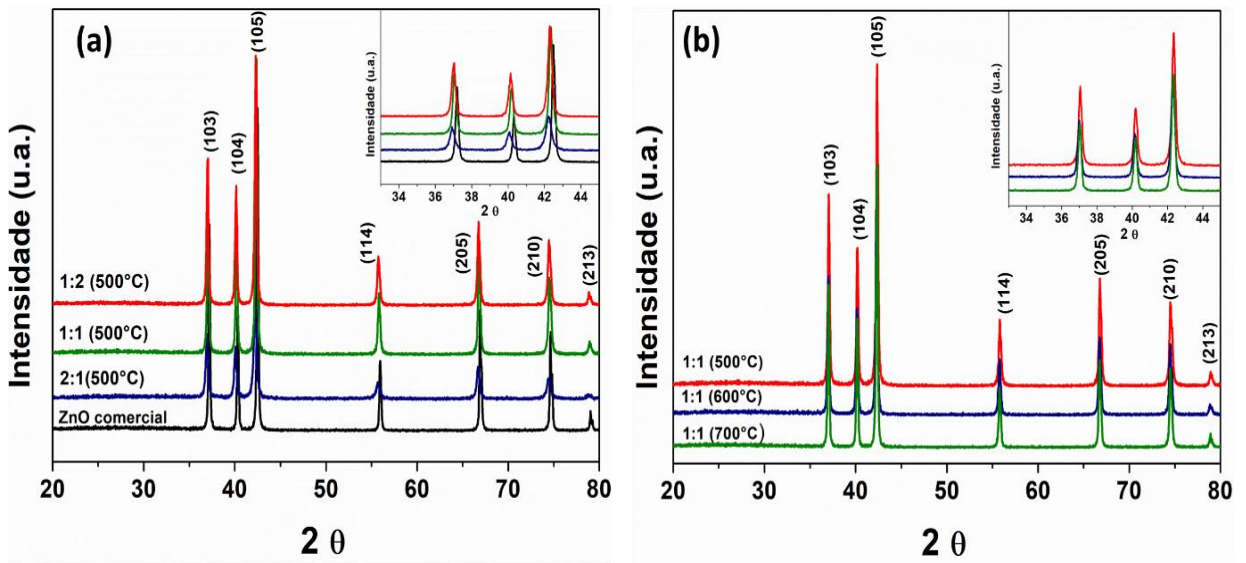 (a)
Intensidade (u.a.)
(103)
(104)
(105)
(114)
(205)
(210)
(213)
1:2 (500°C)
1:1 (500°C)
2:1(500°C)
ZnO comercial
20 30 40 50 60 70 80
2 θ
Intensidade (u.a.)
34 36 38 40 42 44
2 θ
(b)
Intensidade (u.a.)
(103)
(104)
(105)
(114)
(205)
(210)
(213)
1:1 (500°C)
1:1 (600°C)
1:1 (700°C)
20 30 40 50 60 70 80
2 θ
Intensidade (u.a.)
34 36 38 40 42 44
2 θ